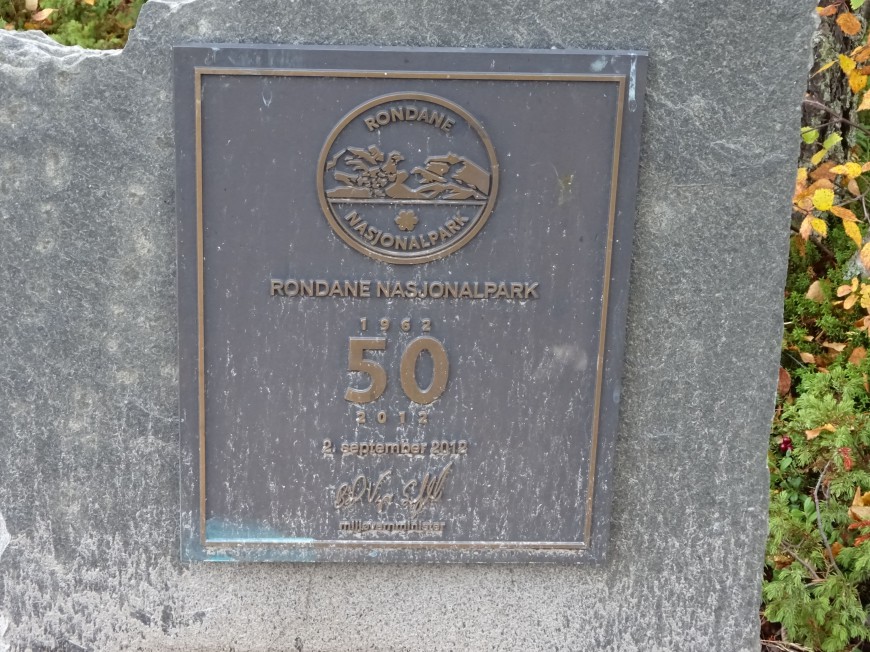 RONDANE
NASJONALPARK
RONDANE NASJONALPARK
1962
50
2012
2. september 2012
miljøvernminister